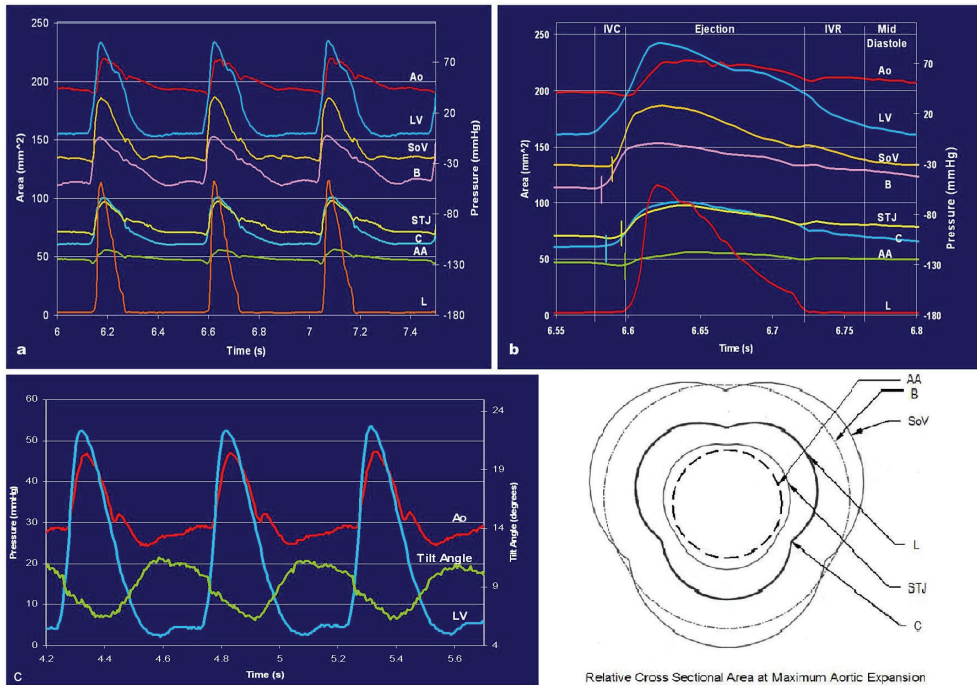 250
200
150
100
50
0
Area (mm^2)
70
20
-30
-80
-130
-180
Pressure (mmHg)
Ao
LV
SoV
B
STJ
C
AA
L
6 6.2 6.4 6.6 6.8 7 7.2 7.4
Time (s)
a
IVC Ejection IVR Mid
Diastole
250
200
150
100
50
0
Area (mm^2)
70
20
-30
-80
-130
-180
Pressure (mmHg)
Ao
LV
SoV
B
STJ
C
AA
L
6.55 6.6 6.65 6.7 6.75 6.8
Time (s)
b
60
50
40
30
20
10
0
Pressure (mmHg)
24
19
14
9
4
Tilt Angle (degrees)
Ao
Tilt Angle
LV
4.2 4.4 4.6 4.8 5 5.2 5.4 5.6
Time (s)
c
AA
B
SoV
L
STJ
C
Relative Cross Sectional Area at Maximum Aortic Expansion